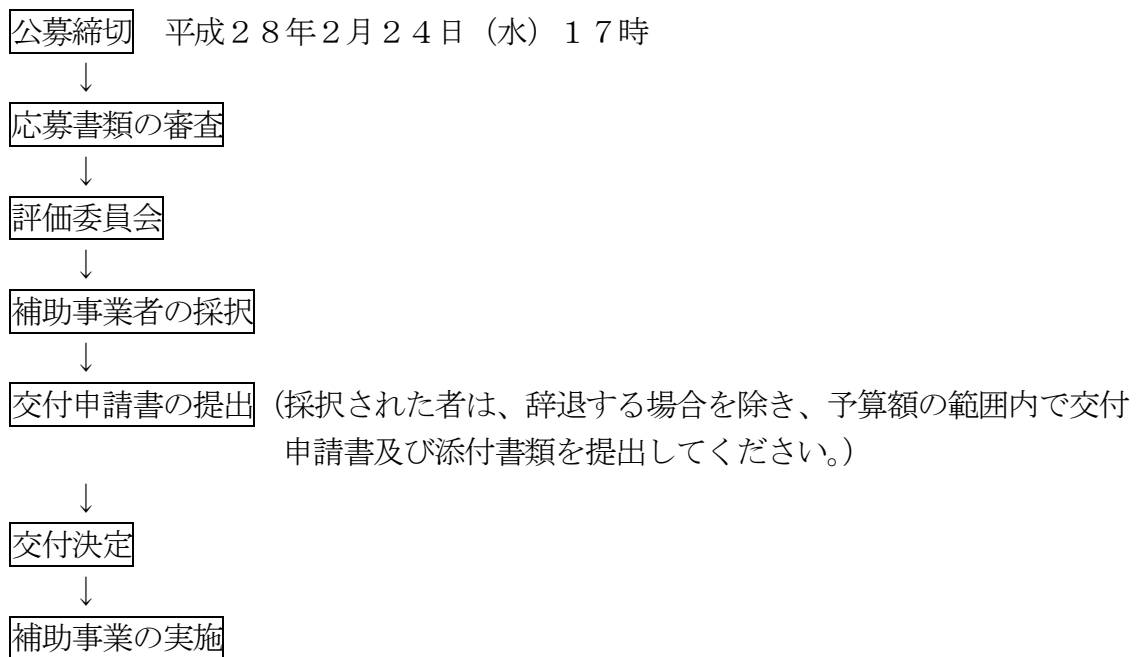 公募締切　平成２８年２月２４日（水）１７時
↓
応募書類の審査
↓
評価委員会
↓
補助事業者の採択
↓
交付申請書の提出（採択された者は、辞退する場合を除き、予算額の範囲内で交付
申請書及び添付書類を提出してください。）
↓
交付決定
↓
補助事業の実施